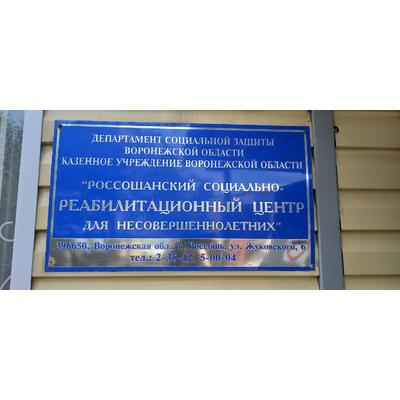 ДЕПАРТАМЕНТ СОЦИАЛЬНОЙ ЗАЩИТЫ
ВОРОНЕЖСКОЙ ОБЛАСТИ
КАЗЕННОЕ УЧРЕЖДЕНИЕ ВОРОНЕЖСКОЙ ОБЛАСТИ
"РОССОШАНСКИЙ СОЦИАЛЬНО-
РЕАБИЛИТАЦИОННЫЙ ЦЕНТР
ДЛЯ НЕСОВЕРШЕННОЛЕТНИХ"
396650, Воронежская обл., г. Россошь, ул. Жуковского, 6
тел.: 2-38-42, 5-00-04